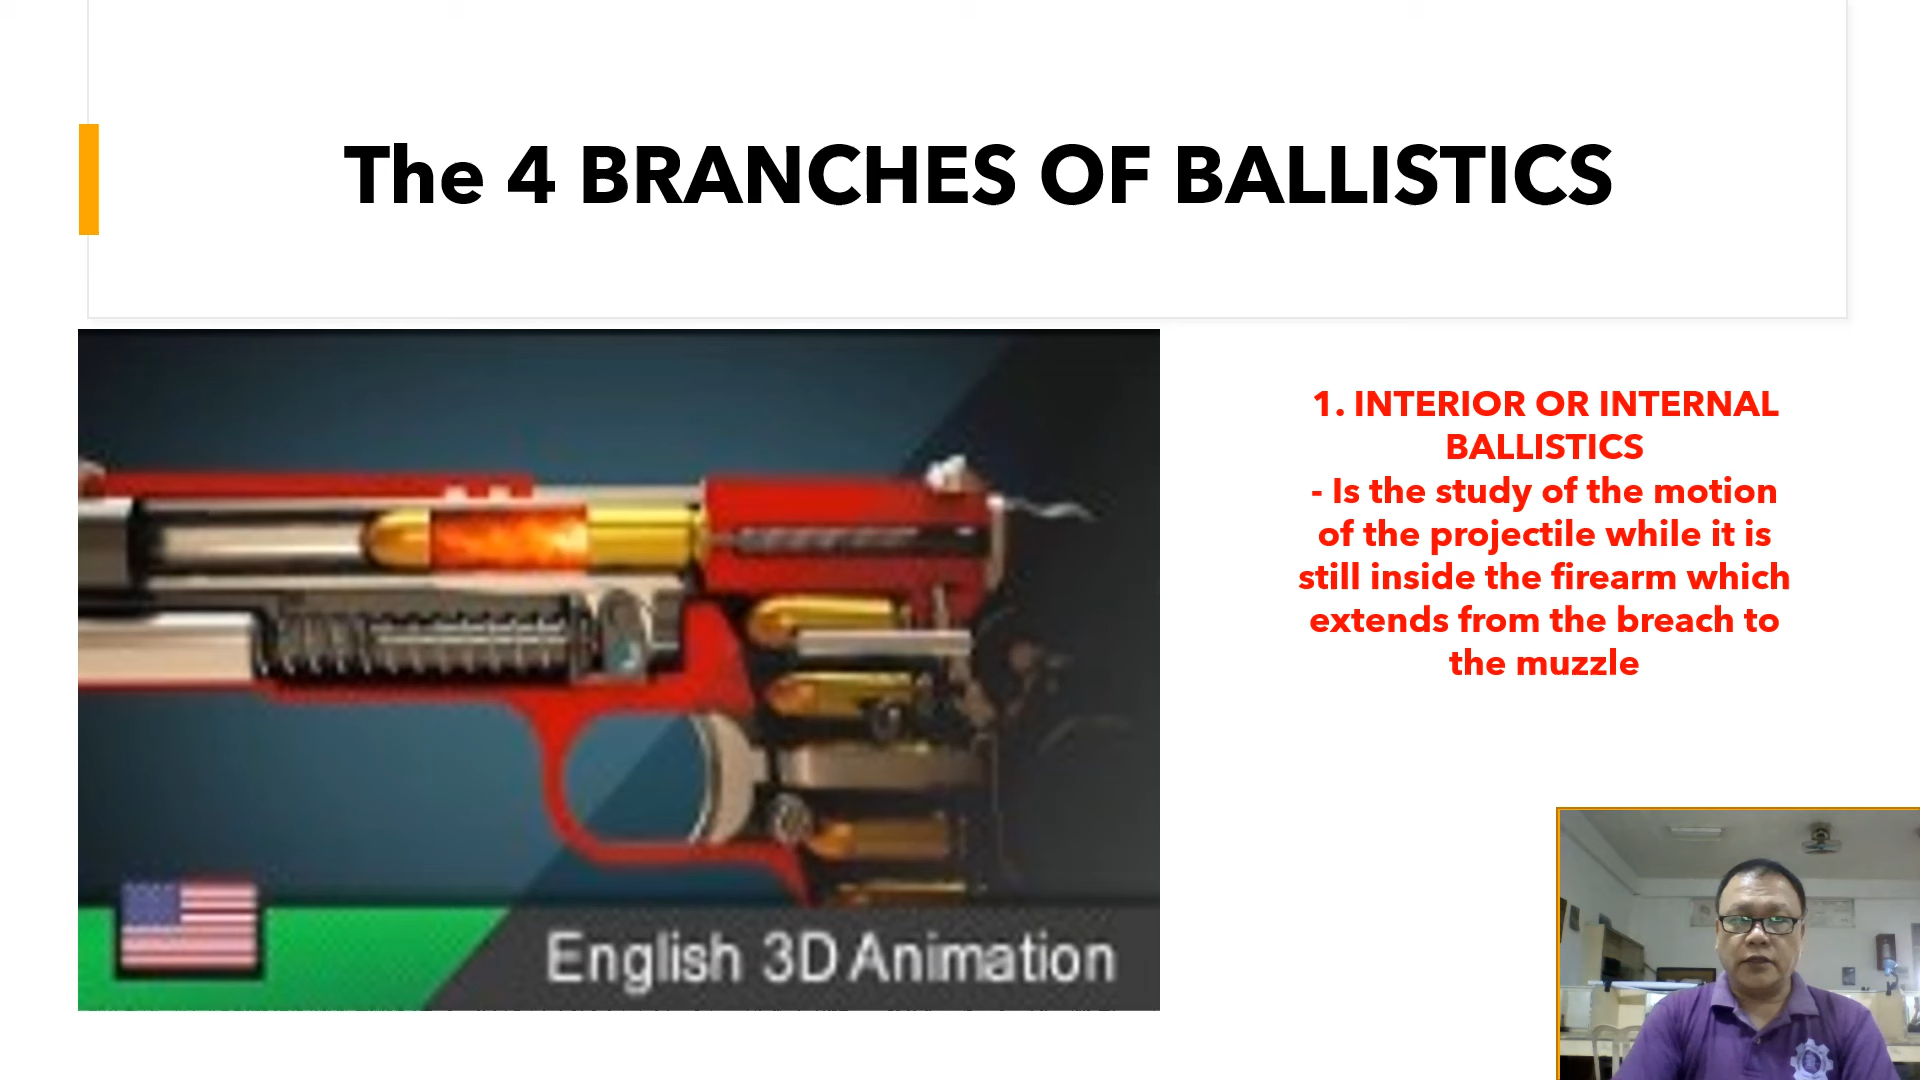 The 4 BRANCHES OF BALLISTICS
1. INTERIOR OR INTERNAL
BALLISTICS
- Is the study of the motion
of the projectile while it is
still inside the firearm which
extends from the breach to
the muzzle
English 3D Animation